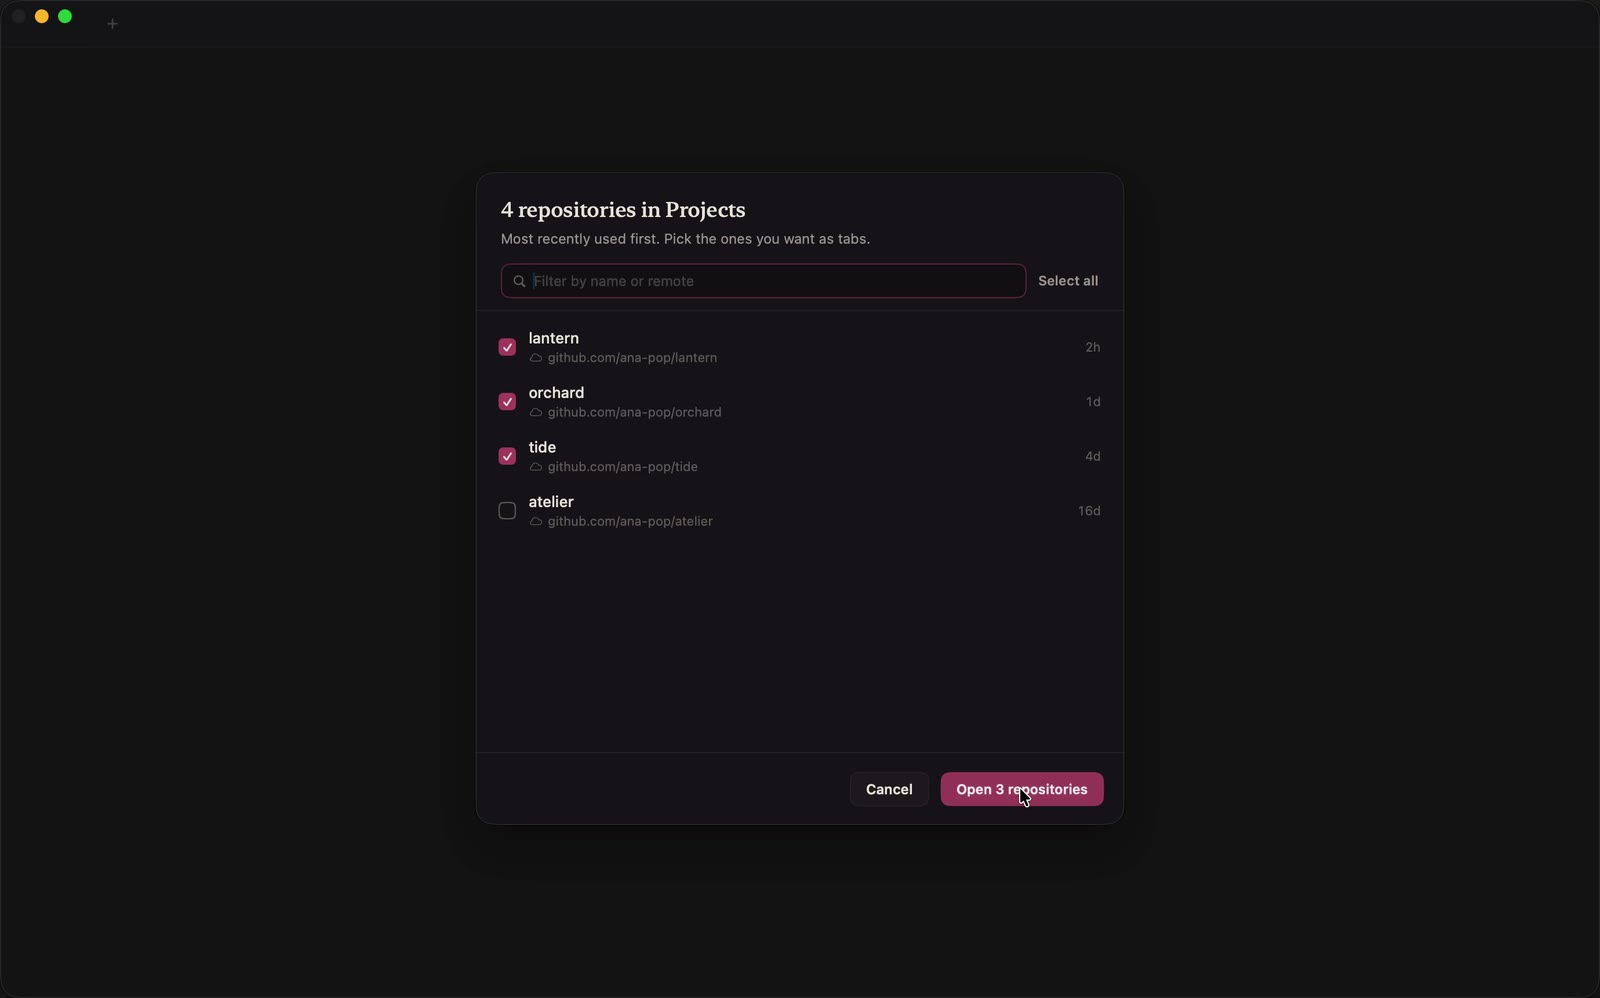 4 repositories in Projects
Most recently used first. Pick the ones you want as tabs.
Filter by name or remote
Select all
lantern
github.com/ana-pop/lantern
2h
orchard
github.com/ana-pop/orchard
1d
tide
github.com/ana-pop/tide
4d
atelier
github.com/ana-pop/atelier
16d
Cancel
Open 3 repositories